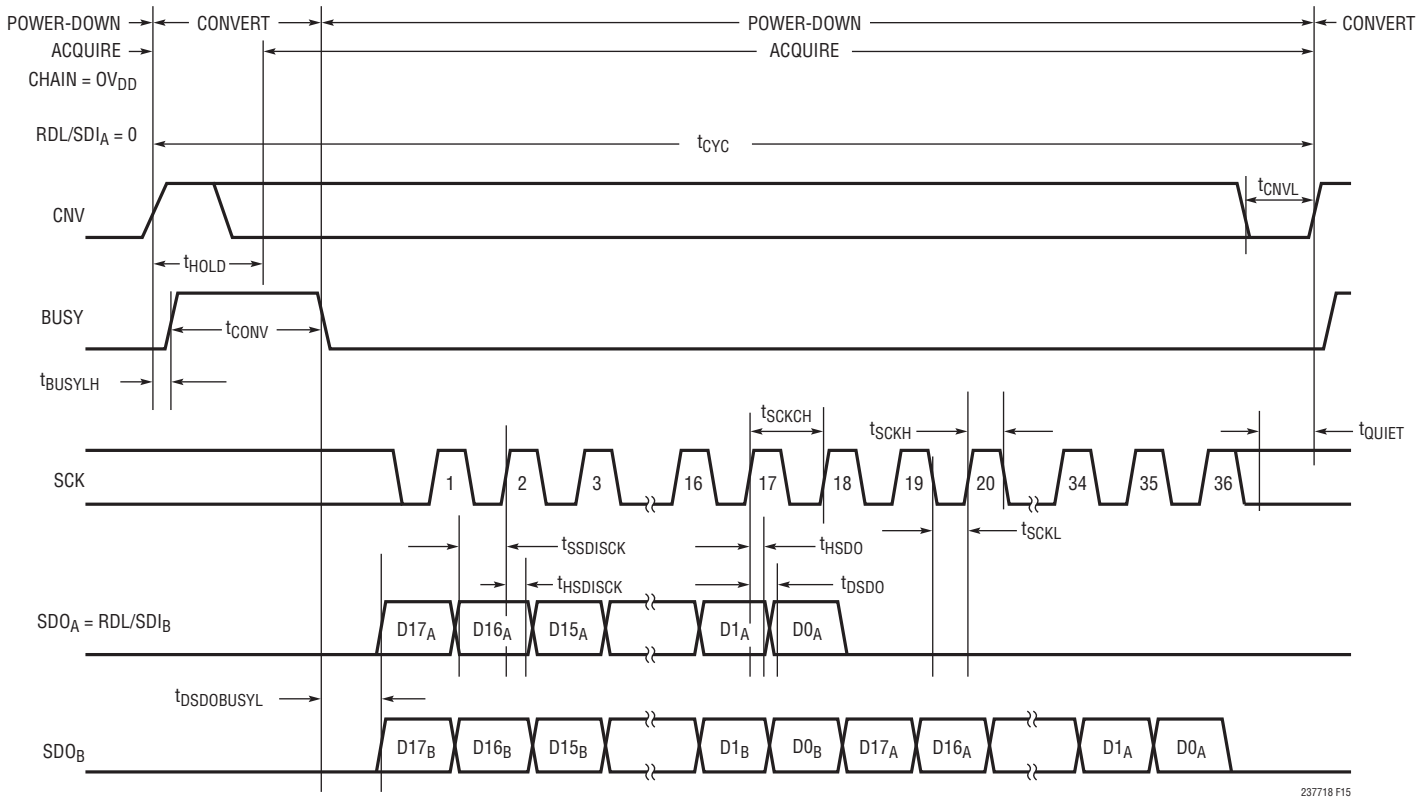 POWER-DOWN CONVERT POWER-DOWN CONVERT
ACQUIRE ACQUIRE
CHAIN = OVDD
RDL/SDIA = 0
tCYC
CNV
tCNVL
tHOLD
BUSY
tCONV
tBUSYLH
tSCKCH
tSCKH
tQUIET
SCK
1 2 3 16 17 18 19 20 34 35 36
tSCKL
tSSDISCK
tHSDO
tHSDISCK
tDSDO
SDOA = RDL/SDIB
D17A D16A D15A D1A D0A
tDSDOBUSYL
SDOB
D17B D16B D15B D1B D0B D17A D16A D1A D0A
237718 F15